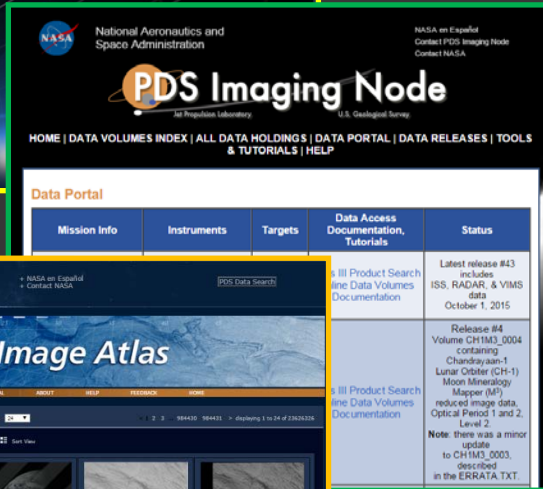 NASA
National Aeronautics and
Space Administration
NASA en Español
Contact PDS Imaging Node
Contact NASA
PDS Imaging Node
Jet Propulsion Laboratory
U.S. Geological Survey
HOME | DATA VOLUMES INDEX | ALL DATA HOLDINGS | DATA PORTAL | DATA RELEASES | TOOLS
& TUTORIALS | HELP
Data Portal
Mission Info
Instruments
Targets
Data Access
Documentation,
Tutorials
Status
s III Product Search
line Data Volumes
Documentation
Latest release #43
includes
ISS, RADAR, & VIMS
data
October 1, 2015
s III Product Search
line Data Volumes
Documentation
Release #4
Volume CH1M3_0004
containing
Chandrayaan-1
Lunar Orbiter (CH-1)
Moon Mineralogy
Mapper (M³)
reduced image data,
Optical Period 1 and 2,
Level 2.
Note: there was a minor
update
to CH1M3_0003,
described
in the ERRATA.TXT.
+ NASA en Español
+ Contact NASA
PDS Data Search
Image Atlas
AL
ABOUT
HELP
FEEDBACK
HOME
24
1 2 3 ... 984430 984431 > displaying 1 to 24 of 23626326
Sort View